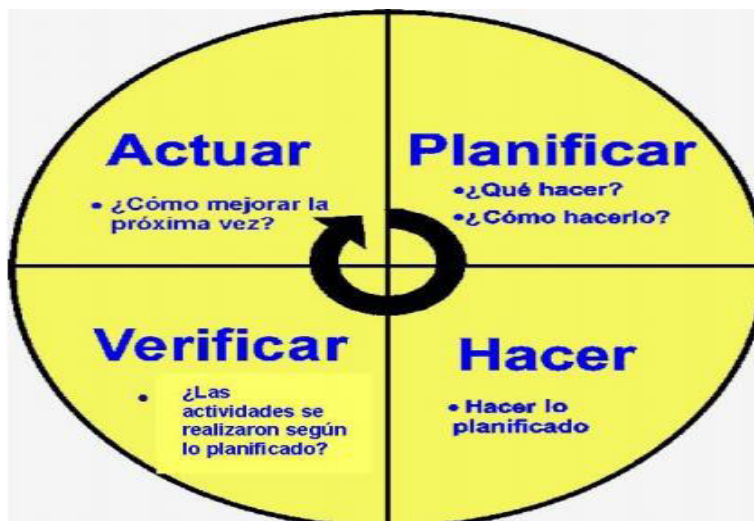 Actuar
• ¿Cómo mejorar la
próxima vez?
Planificar
•¿Qué hacer?
•¿Cómo hacerlo?
Verificar
• ¿Las
actividades se
realizaron según
lo planificado?
Hacer
• Hacer lo
planificado